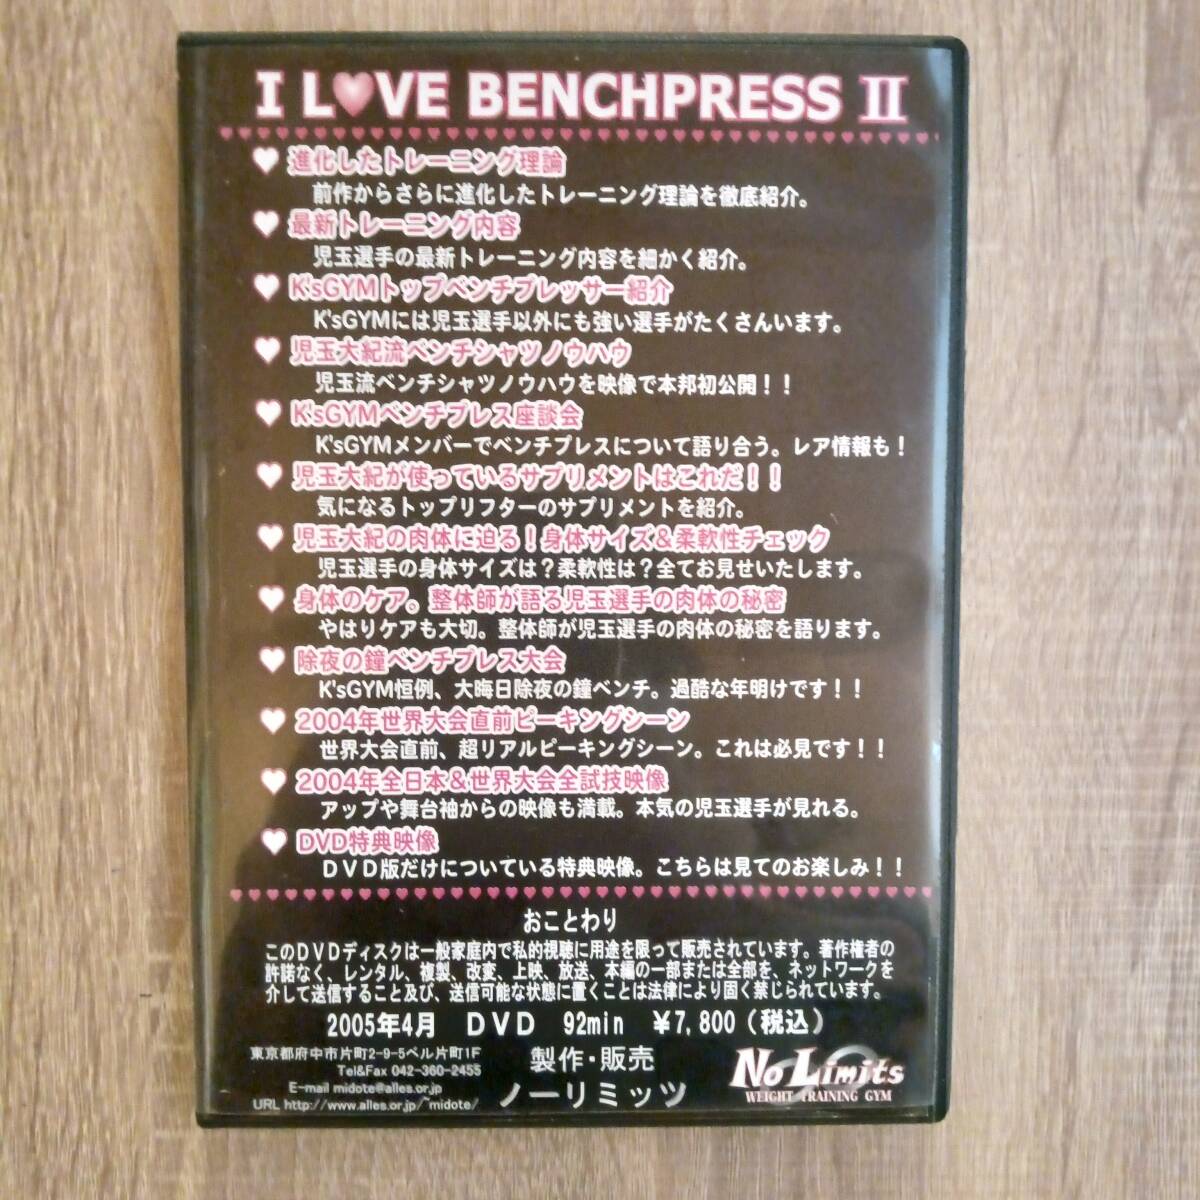 I L♥VE BENCHPRESS II
♥ 進化したトレーニング理論
前作からさらに進化したトレーニング理論を徹底紹介。
♥ 最新トレーニング内容
児玉選手の最新トレーニング内容を細かく紹介。
♥ K'sGYMトップベンチプレッサー紹介
K'sGYMには児玉選手以外にも強い選手がたくさんいます。
♥ 児玉大紀流ベンチシャツノウハウ
児玉流ベンチシャツノウハウを映像で本邦初公開！！
♥ K'sGYMベンチプレス座談会
K'sGYMメンバーでベンチプレスについて語り合う。レア情報も！
♥ 児玉大紀が使っているサプリメントはこれだ！！
気になるトップリフターのサプリメントを紹介。
♥ 児玉大紀の肉体に迫る！身体サイズ＆柔軟性チェック
児玉選手の身体サイズは？柔軟性は？全てお見せいたします。
♥ 身体のケア。整体師が語る児玉選手の肉体の秘密
やはりケアも大切。整体師が児玉選手の肉体の秘密を語ります。
♥ 除夜の鐘ベンチプレス大会
K'sGYM恒例、大晦日除夜の鐘ベンチ。過酷な年明けです！！
♥ 2004年世界大会直前ピーキングシーン
世界大会直前、超リアルピーキングシーン。これは必見です！！
♥ 2004年全日本＆世界大会全試技映像
アップや舞台袖からの映像も満載。本気の児玉選手が見れる。
♥ DVD特典映像
ＤＶＤ版だけについている特典映像。こちらは見てのお楽しみ！！
おことわり
このＤＶＤディスクは一般家庭内で私的視聴に用途を限って販売されています。著作権者の
許諾なく、レンタル、複製、改変、上映、放送、本編の一部または全部を、ネットワークを
介して送信すること及び、送信可能な状態に置くことは法律により固く禁じられています。
2005年4月 ＤＶＤ 92min ￥7,800（税込）
東京都府中市片町2-9-5ベル片町1F
Tel&Fax 042-360-2455
E-mail midote@alles.or.jp
URL http://www.alles.or.jp/~midote/
製作・販売
ノーリミッツ
No Limits
WEIGHT TRAINING GYM